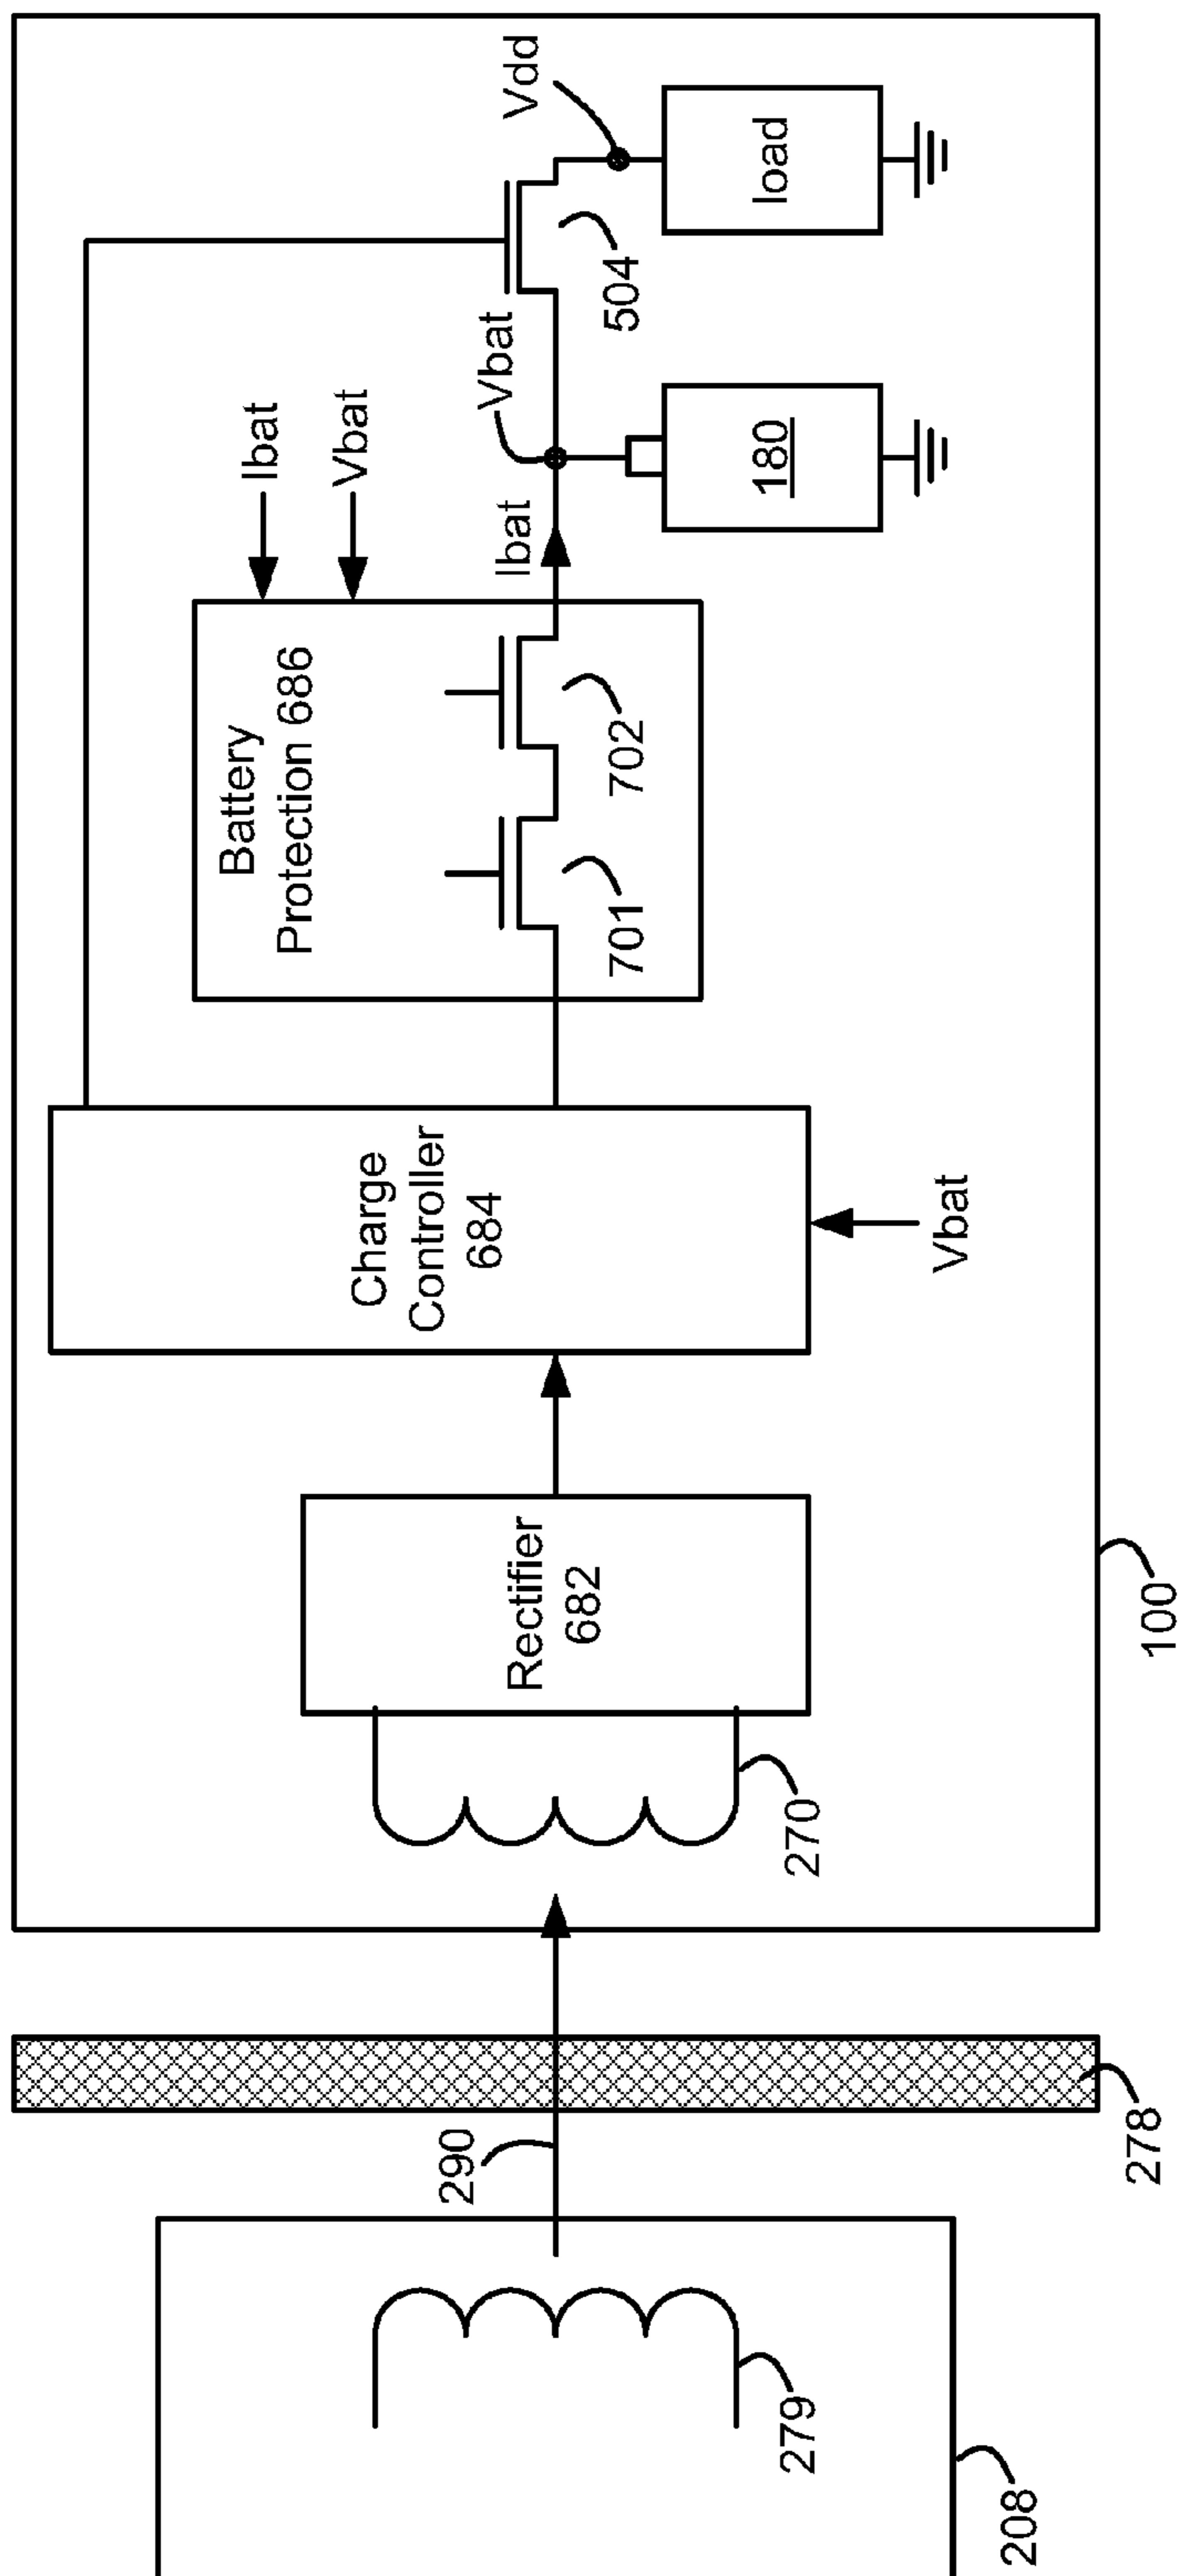 208
279
290
278
270
Rectifier
682
100
Charge
Controller
684
Vbat
Battery
Protection 686
701
702
Ibat
Vbat
Ibat
Vbat
180
504
Vdd
load